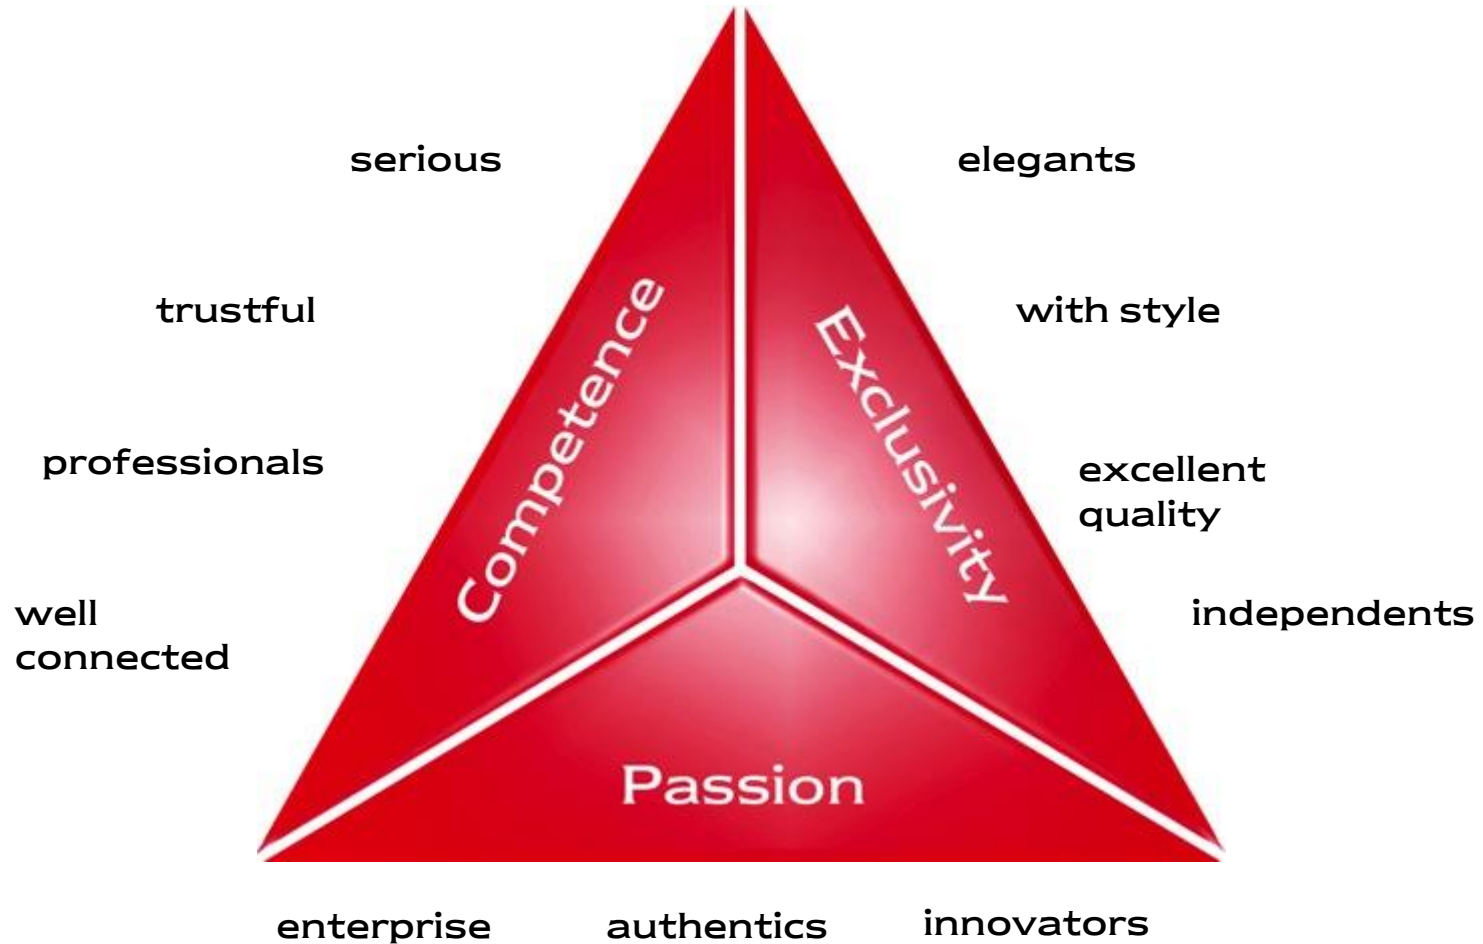 serious
elegants
trustful
with style
Competence
Exclusivity
professionals
excellent
quality
well
connected
independents
Passion
enterprise
authentics
innovators